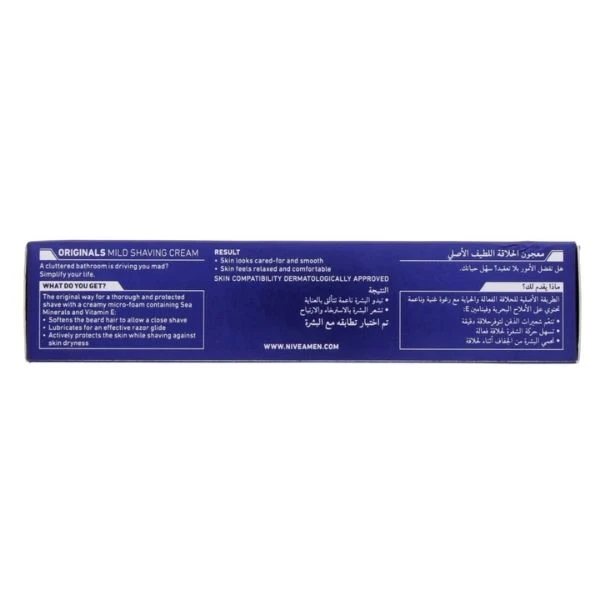 ORIGINALS MILD SHAVING CREAM
A cluttered bathroom is driving you mad?
Simplify your life.
WHAT DO YOU GET?
The original way for a thorough and protected
shave with a creamy micro-foam containing Sea
Minerals and Vitamin E:
• Softens the beard hair to allow a close shave
• Lubricates for an effective razor glide
• Actively protects the skin while shaving against
skin dryness
RESULT
• Skin looks cared-for and smooth
• Skin feels relaxed and comfortable
SKIN COMPATIBILITY DERMATOLOGICALLY APPROVED
النتيجة
• تبدو البشرة ناعمة تتألق بالعناية
• تشعر البشرة بالاسترخاء والارتياح
تم اختبار تطابقه مع البشرة
WWW.NIVEAMEN.COM
معجون الحلاقة اللطيف الأصلي
هل تفضل الأمور بلا تعقيد؟ سهّل حياتك.
ماذا يقدم لك؟
الطريقة الأصلية للحلاقة الفعالة والحماية مع رغوة غنية وناعمة
تحتوي على الأملاح البحرية وفيتامين E:
• تنعّم شعيرات الذقن لتوفر حلاقة دقيقة
• تسهل حركة الشفرة لحلاقة فعالة
• تحمي البشرة من الجفاف أثناء الحلاقة